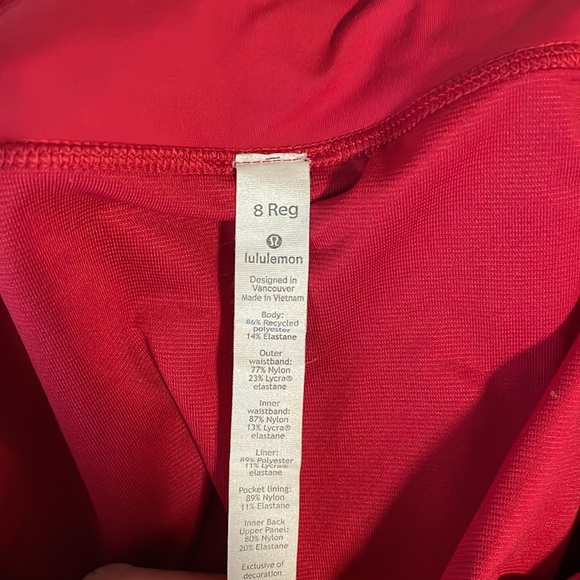 8 Reg
lululemon
Designed in
Vancouver
Made in Vietnam
Body:
86% Recycled
polyester
14% Elastane
Outer
waistband:
77% Nylon
23% Lycra®
elastane
Inner
waistband:
87% Nylon
13% Lycra®
elastane
Liner:
89% Polyester
11% Lycra®
elastane
Pocket lining:
89% Nylon
11% Elastane
Inner Back
Upper Panel:
80% Nylon
20% Elastane
Exclusive of
decoration